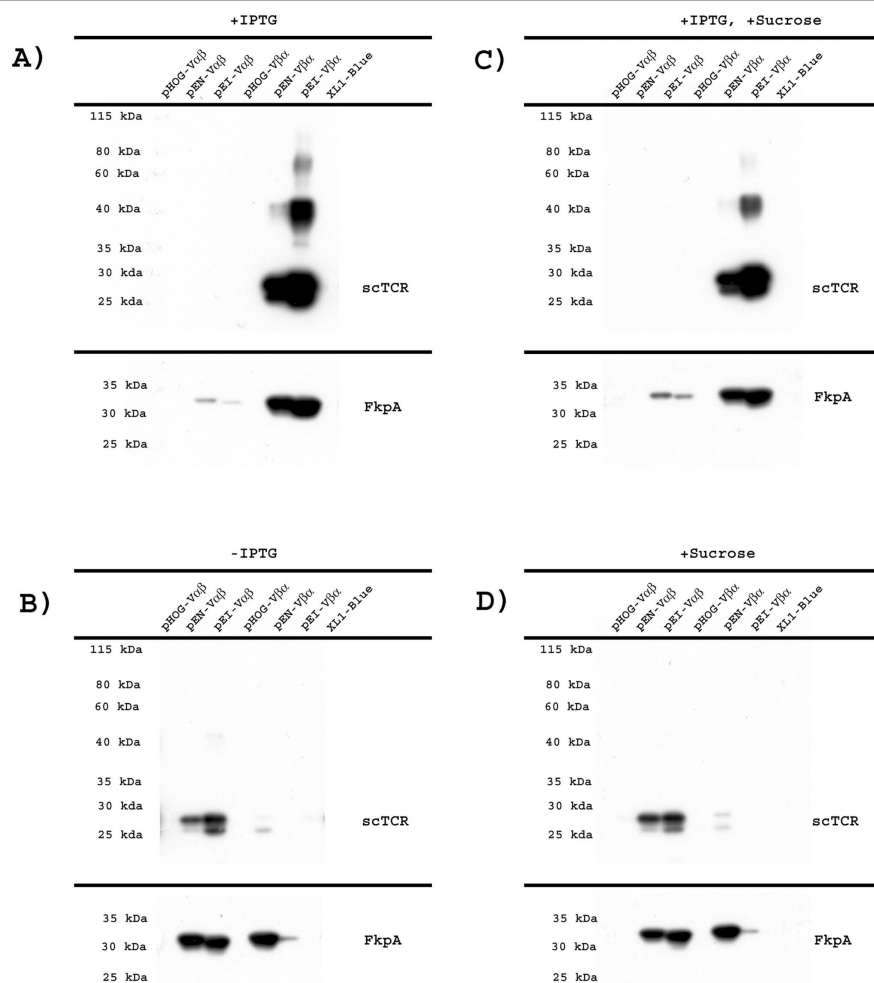 +IPTG
A)
pHOG-Vαβ
pEN-Vαβ
pEI-Vαβ
pHOG-Vβα
pEN-Vβα
pEI-Vβα
XL1-Blue
115 kDa
80 kDa
60 kDa
40 kDa
35 kDa
30 kda
25 kda
scTCR
35 kDa
30 kDa
25 kDa
FkpA
+IPTG, +Sucrose
C)
pHOG-Vαβ
pEN-Vαβ
pEI-Vαβ
pHOG-Vβα
pEN-Vβα
pEI-Vβα
XL1-Blue
115 kDa
80 kDa
60 kDa
40 kDa
35 kDa
30 kda
25 kda
scTCR
35 kDa
30 kDa
25 kDa
FkpA
-IPTG
B)
pHOG-Vαβ
pEN-Vαβ
pEI-Vαβ
pHOG-Vβα
pEN-Vβα
pEI-Vβα
XL1-Blue
115 kDa
80 kDa
60 kDa
40 kDa
35 kDa
30 kda
25 kda
scTCR
35 kDa
30 kDa
25 kDa
FkpA
+Sucrose
D)
pHOG-Vαβ
pEN-Vαβ
pEI-Vαβ
pHOG-Vβα
pEN-Vβα
pEI-Vβα
XL1-Blue
115 kDa
80 kDa
60 kDa
40 kDa
35 kDa
30 kda
25 kda
scTCR
35 kDa
30 kDa
25 kDa
FkpA